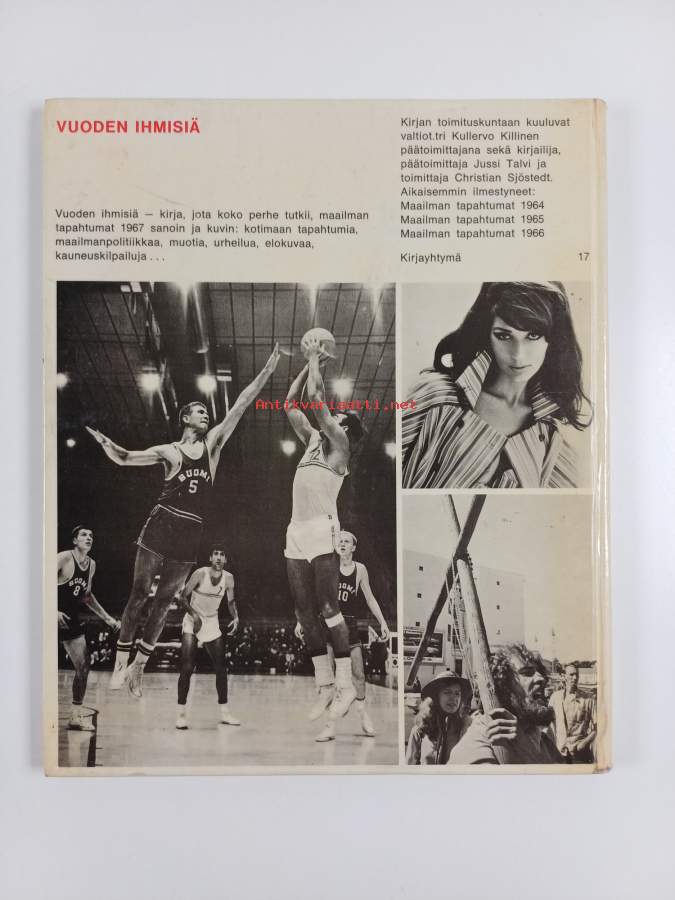 VUODEN IHMISIÄ
Vuoden ihmisiä — kirja, jota koko perhe tutkii, maailman
tapahtumat 1967 sanoin ja kuvin: kotimaan tapahtumia,
maailmanpolitiikkaa, muotia, urheilua, elokuvaa,
kauneuskilpailuja . . .
Kirjan toimituskuntaan kuuluvat
valtiot.tri Kullervo Killinen
päätoimittajana sekä kirjailija,
päätoimittaja Jussi Talvi ja
toimittaja Christian Sjöstedt.
Aikaisemmin ilmestyneet:
Maailman tapahtumat 1964
Maailman tapahtumat 1965
Maailman tapahtumat 1966
Kirjayhtymä 17
Antikvariaatti.net
SUOMI
5
SUOMI
8
10